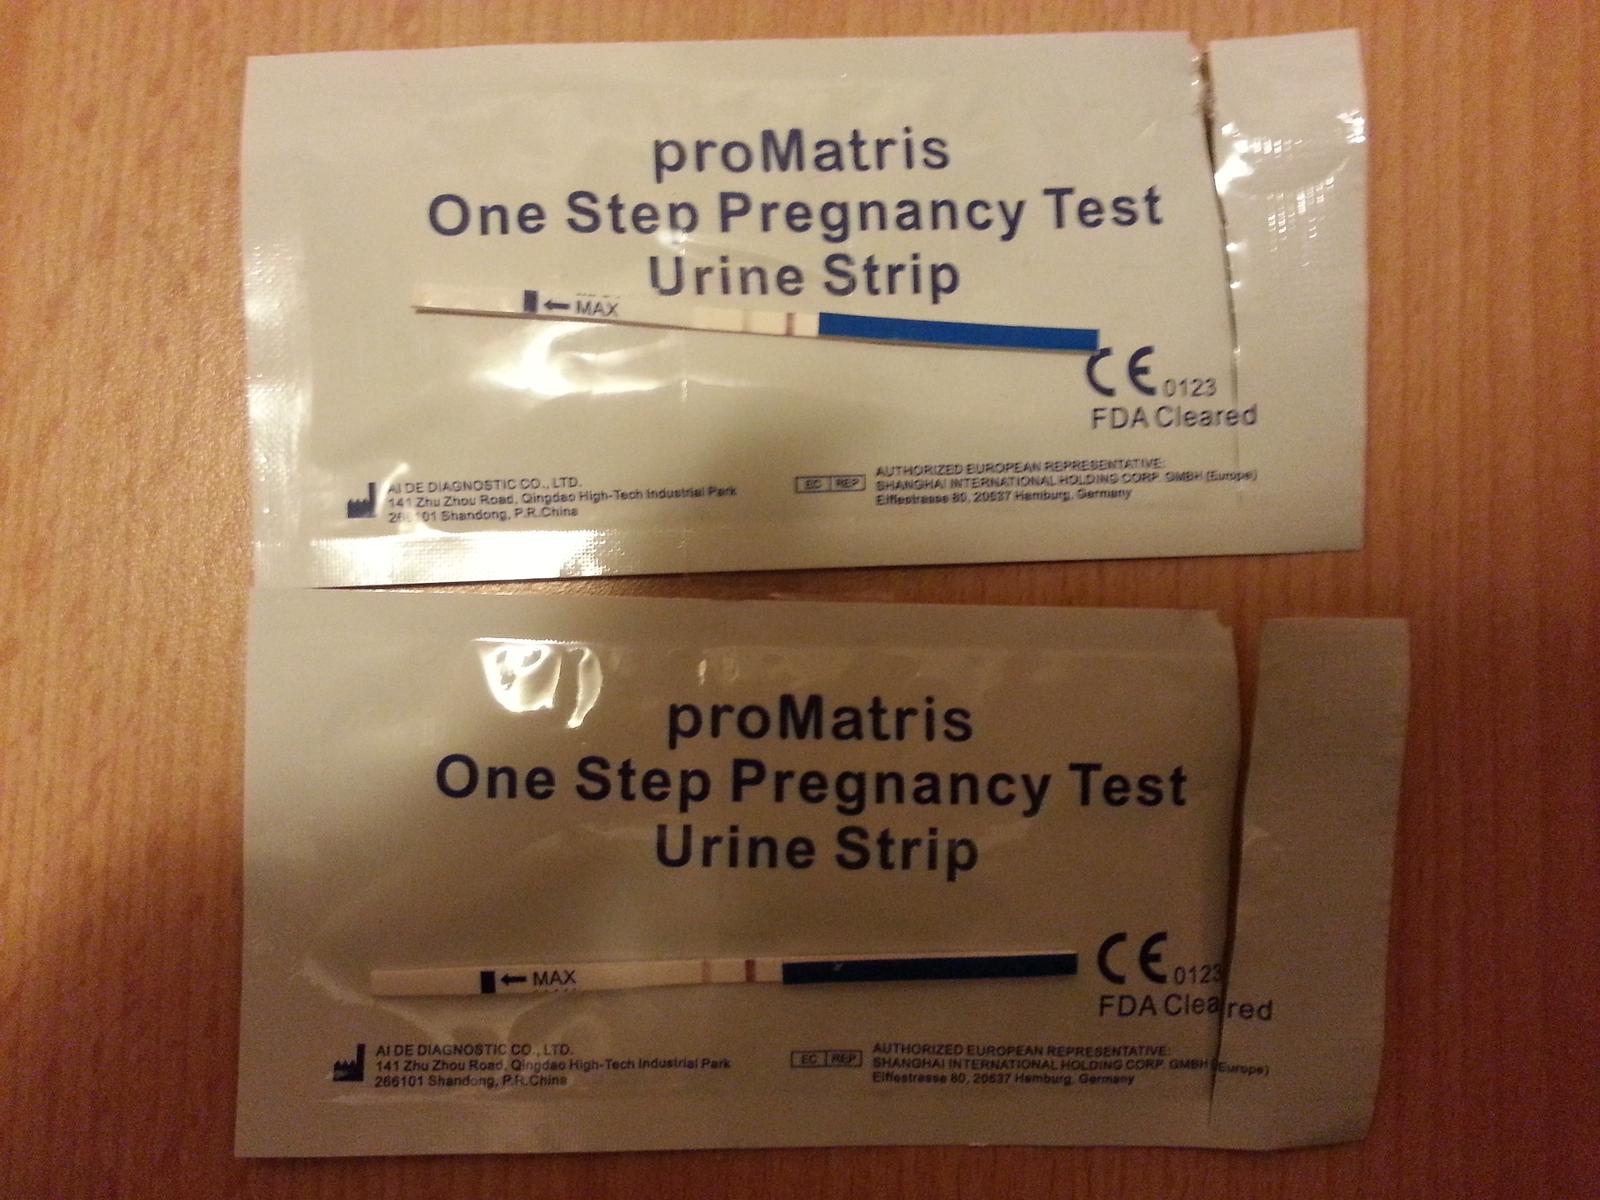 proMatris
One Step Pregnancy Test
Urine Strip
MAX
CE 0123
FDA Cleared
AI DE DIAGNOSTIC CO., LTD.
141 Zhu Zhou Road, Qingdao High-Tech Industrial Park
266101 Shandong, P.R.China
EC REP
AUTHORIZED EUROPEAN REPRESENTATIVE:
SHANGHAI INTERNATIONAL HOLDING CORP. GMBH (Europe)
Eiffestrasse 80, 20537 Hamburg, Germany
proMatris
One Step Pregnancy Test
Urine Strip
MAX
CE 0123
FDA Cleared
AI DE DIAGNOSTIC CO., LTD.
141 Zhu Zhou Road, Qingdao High-Tech Industrial Park
266101 Shandong, P.R.China
EC REP
AUTHORIZED EUROPEAN REPRESENTATIVE:
SHANGHAI INTERNATIONAL HOLDING CORP. GMBH (Europe)
Eiffestrasse 80, 20537 Hamburg, Germany